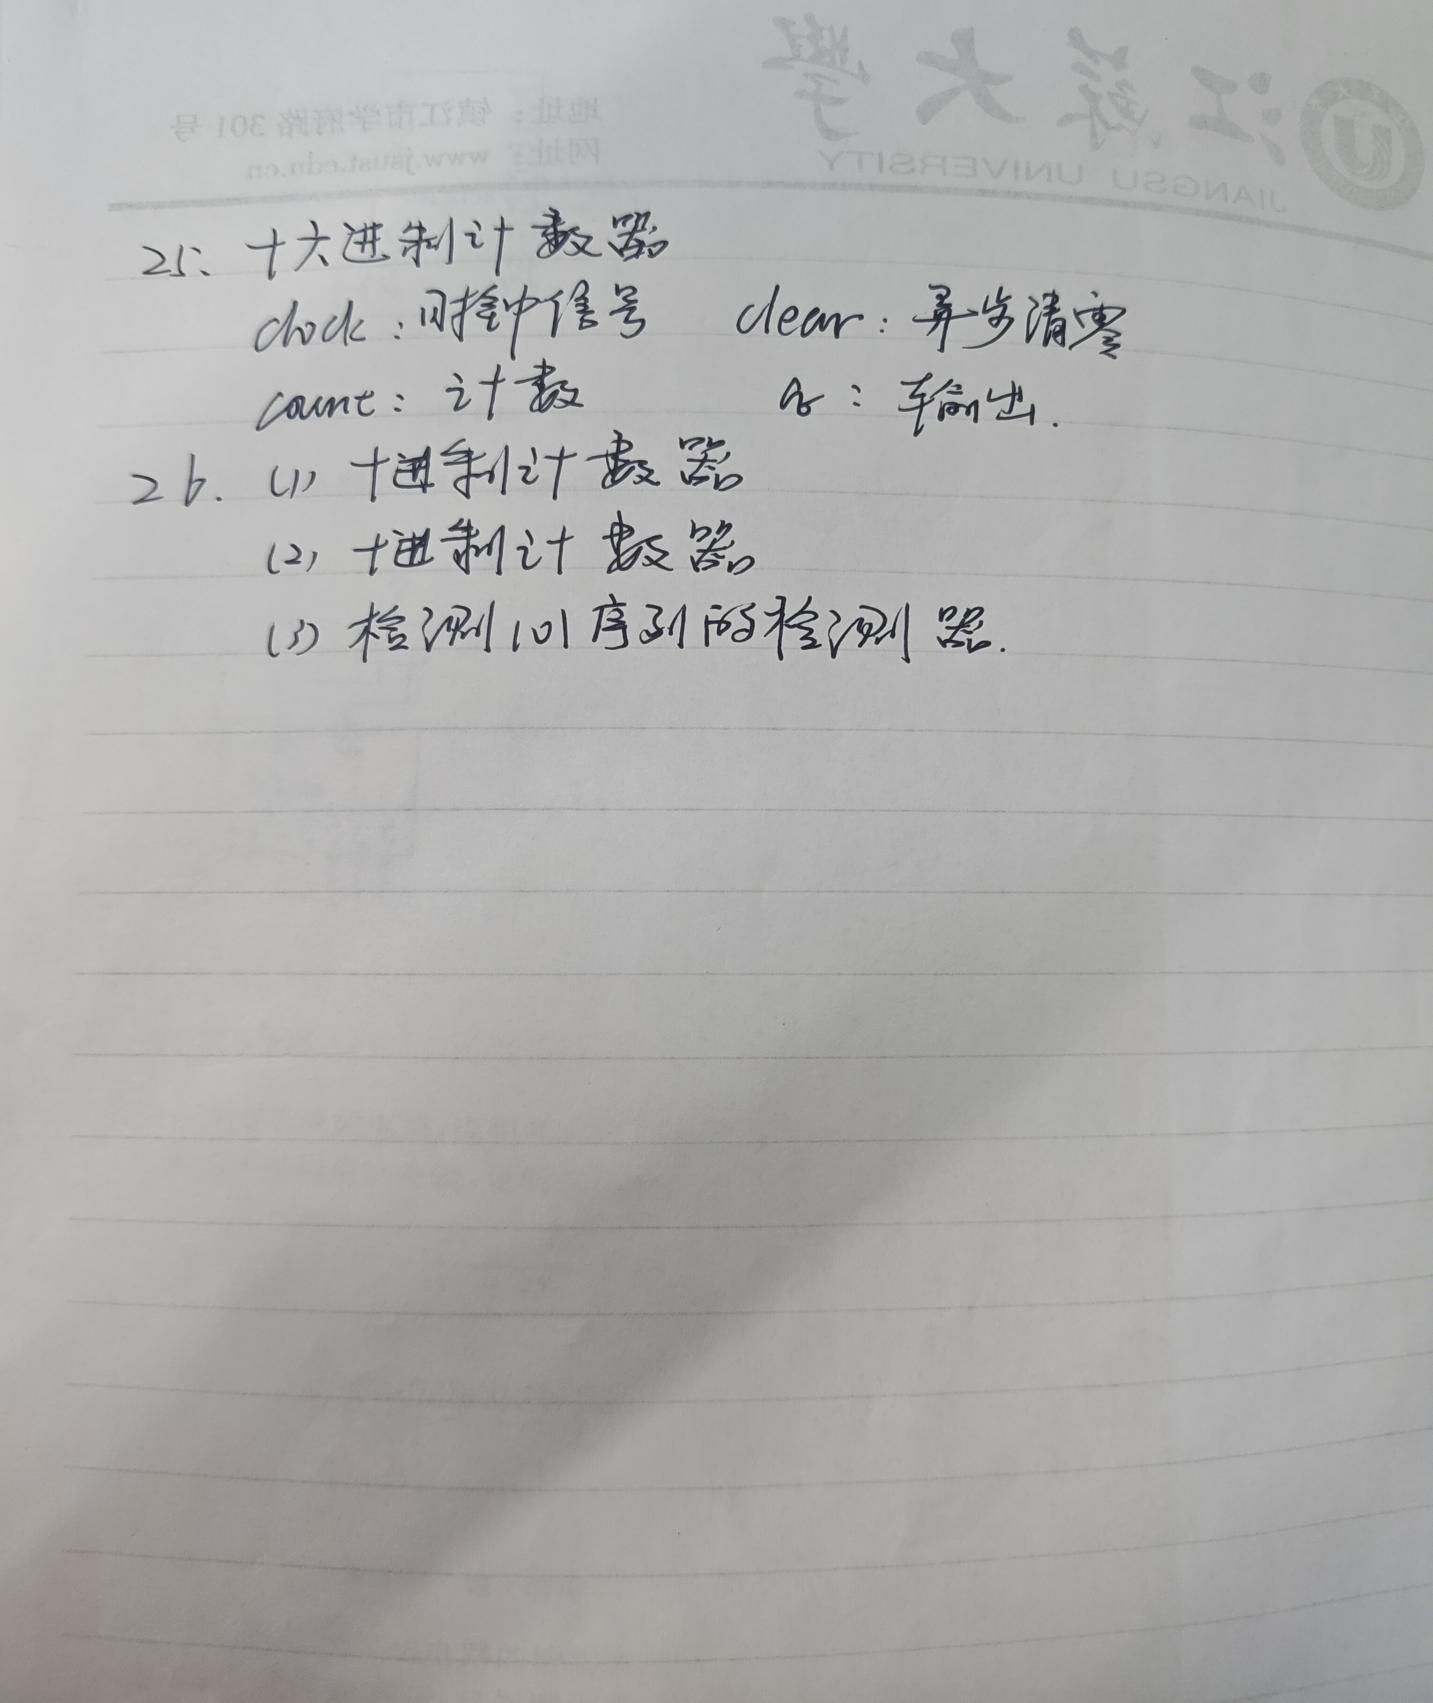 江苏大学
JIANGSU UNIVERSITY
地址：镇江市学府路 301 号
网址：www.jsust.edu.cn
25、十六进制计数器
clock：时钟信号 clear：异步清零
count：计数 Q：输出.
26. (1) 十进制计数器
(2) 十进制计数器
(3) 检测101序列的检测器.